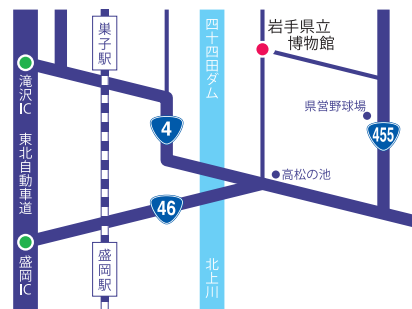 巣子駅
四十四田ダム
岩手県立
博物館
滝沢IC
県営野球場
4
455
東北自動車道
高松の池
46
盛岡IC
盛岡駅
北上川